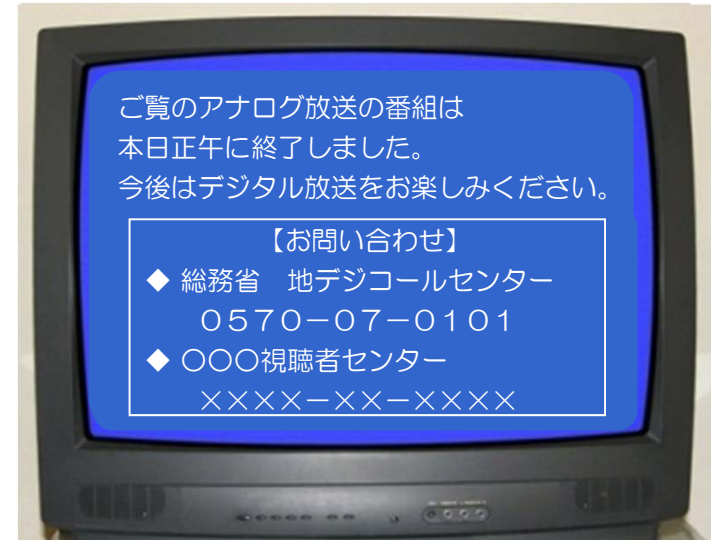 ご覧のアナログ放送の番組は
本日正午に終了しました。
今後はデジタル放送をお楽しみください。
【お問い合わせ】
◆ 総務省　地デジコールセンター
０５７０－０７－０１０１
◆ 〇〇〇視聴者センター
××××－××－××××